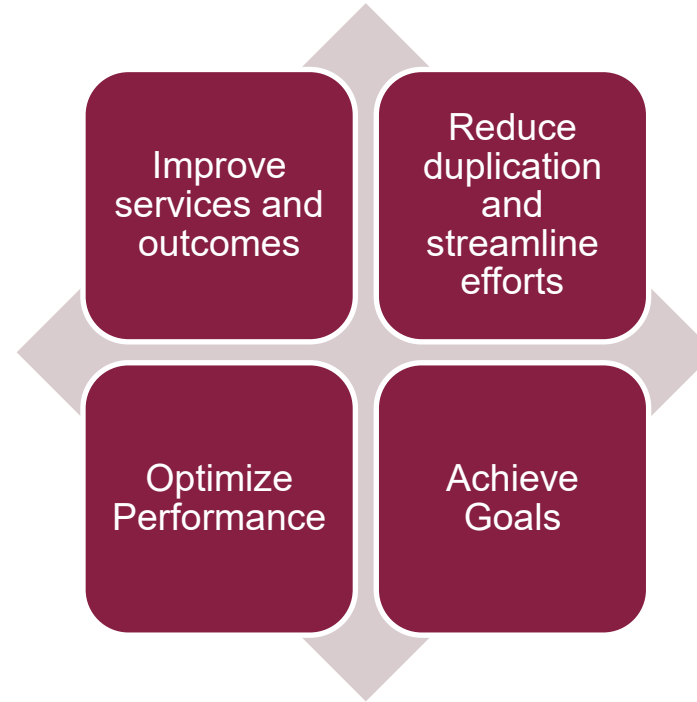 Improve
services and
outcomes
Reduce
duplication
and
streamline
efforts
Optimize
Performance
Achieve
Goals